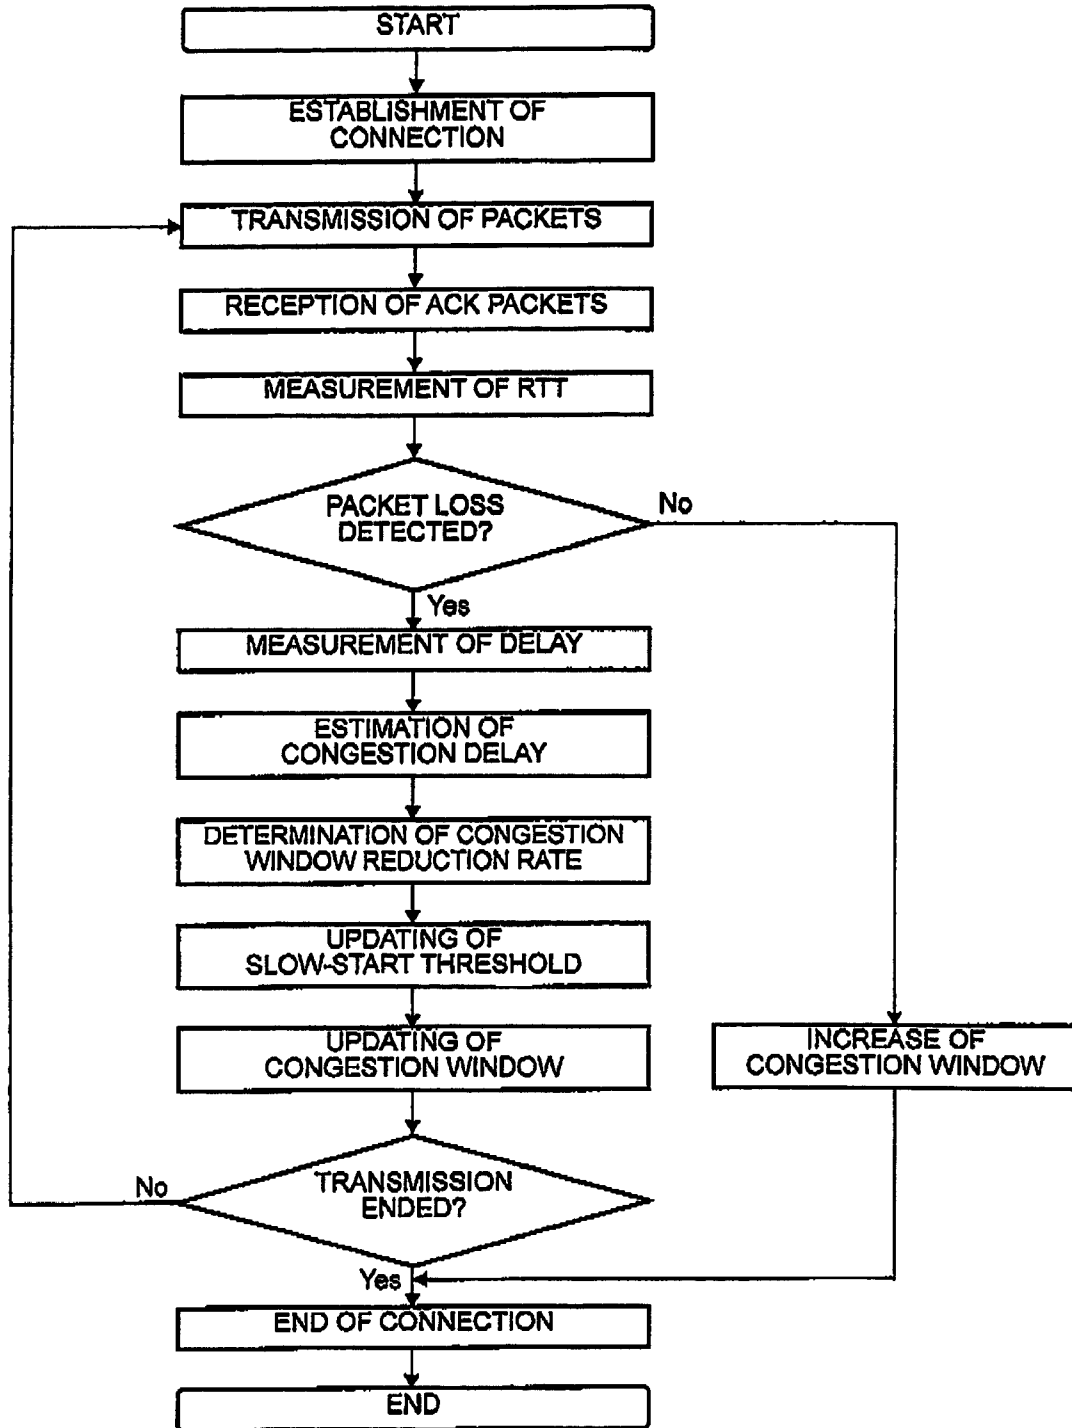 START
ESTABLISHMENT OF
CONNECTION
TRANSMISSION OF PACKETS
RECEPTION OF ACK PACKETS
MEASUREMENT OF RTT
PACKET LOSS
DETECTED?
No
Yes
MEASUREMENT OF DELAY
ESTIMATION OF
CONGESTION DELAY
DETERMINATION OF CONGESTION
WINDOW REDUCTION RATE
UPDATING OF
SLOW-START THRESHOLD
UPDATING OF
CONGESTION WINDOW
INCREASE OF
CONGESTION WINDOW
TRANSMISSION
ENDED?
No
Yes
END OF CONNECTION
END